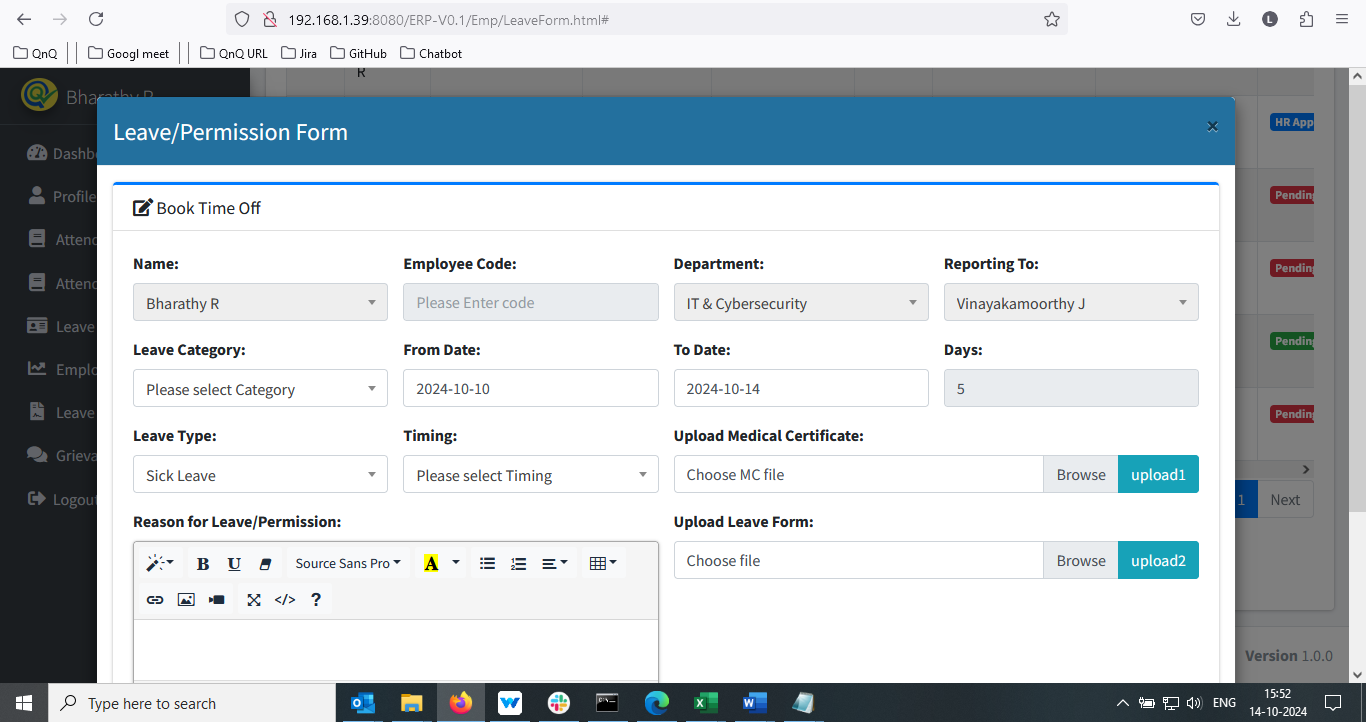 192.168.1.39:8080/ERP-V0.1/Emp/LeaveForm.html#
L
QnQ Googl meet QnQ URL Jira GitHub Chatbot
R
Bharathy R
Leave/Permission Form ×
HR App
Dashb
Book Time Off
Profile
Pending
Attend
Name: Employee Code: Department: Reporting To:
Pending
Attend
Bharathy R Please Enter code IT & Cybersecurity Vinayakamoorthy J
Leave
Leave Category: From Date: To Date: Days:
Pending
Emplo
Please select Category 2024-10-10 2024-10-14 5
Leave
Pending
Leave Type: Timing: Upload Medical Certificate:
Grieva
Sick Leave Please select Timing Choose MC file Browse upload1
Logout
1 Next
Reason for Leave/Permission: Upload Leave Form:
B U Source Sans Pro A
Choose file Browse upload2
</> ?
Version 1.0.0
Type here to search
ENG
15:52
14-10-2024